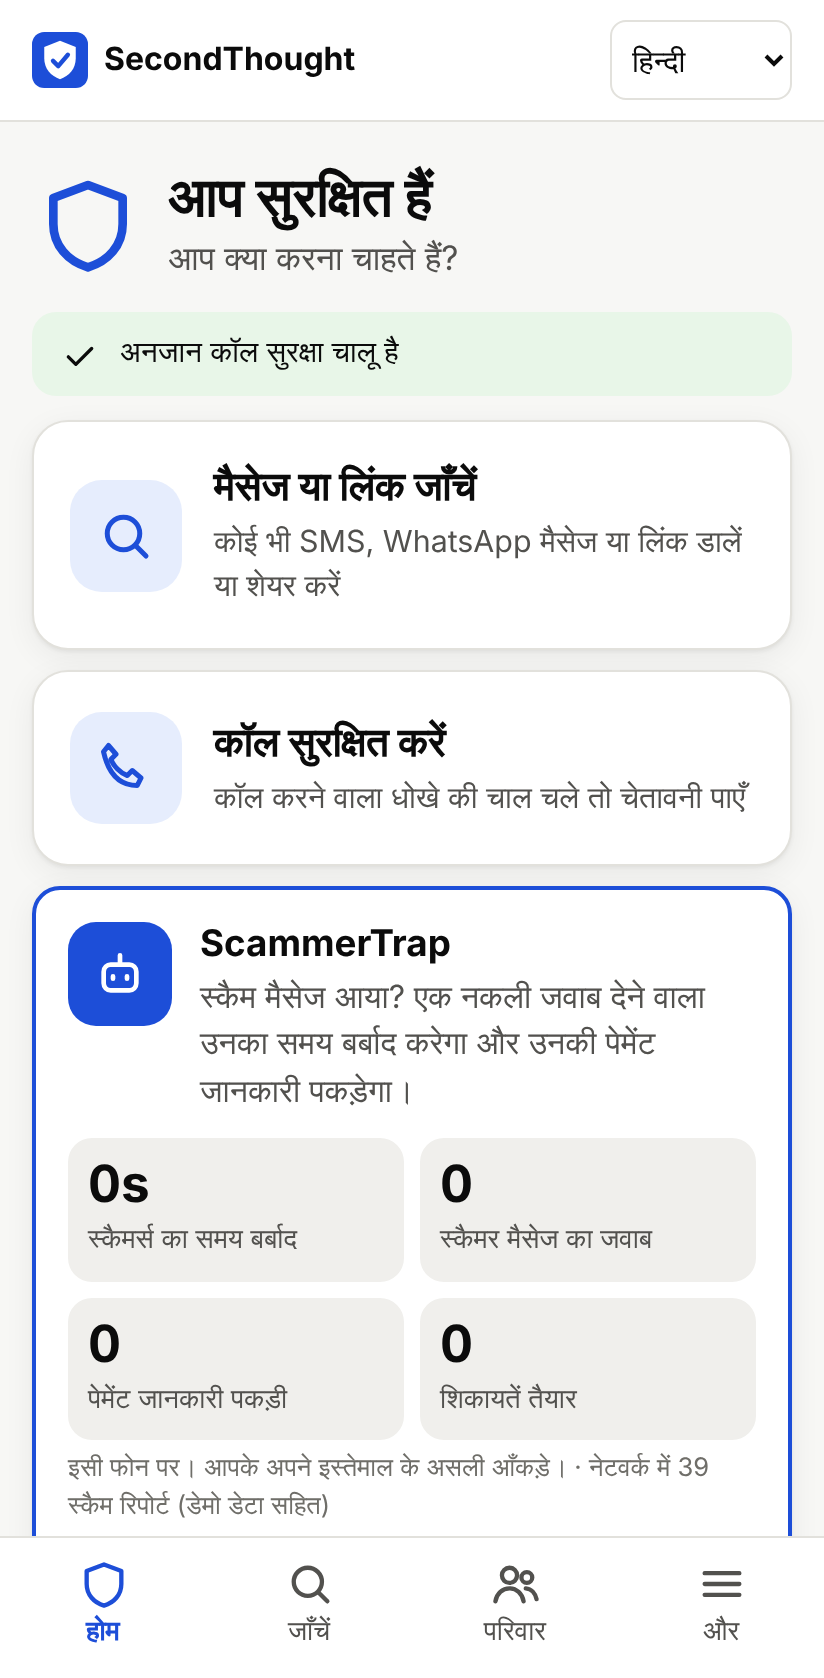 SecondThought
हिन्दी
आप सुरक्षित हैं
आप क्या करना चाहते हैं?
अनजान कॉल सुरक्षा चालू है
मैसेज या लिंक जाँचें
कोई भी SMS, WhatsApp मैसेज या लिंक डालें
या शेयर करें
कॉल सुरक्षित करें
कॉल करने वाला धोखे की चाल चले तो चेतावनी पाएँ
ScammerTrap
स्कैम मैसेज आया? एक नकली जवाब देने वाला
उनका समय बर्बाद करेगा और उनकी पेमेंट
जानकारी पकड़ेगा।
0s
स्कैमर्स का समय बर्बाद
0
स्कैमर मैसेज का जवाब
0
पेमेंट जानकारी पकड़ी
0
शिकायतें तैयार
इसी फोन पर। आपके अपने इस्तेमाल के असली आँकड़े। · नेटवर्क में 39
स्कैम रिपोर्ट (डेमो डेटा सहित)
होम
जाँचें
परिवार
और